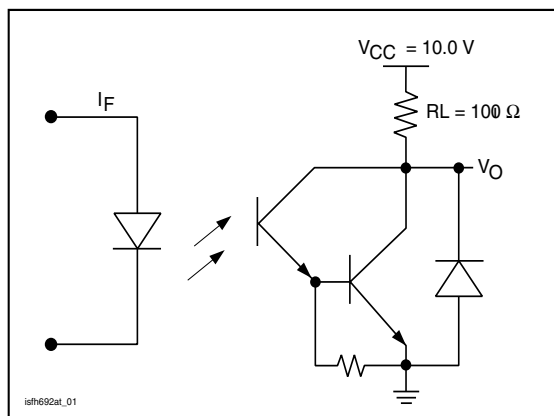 VCC = 10.0 V
IF
RL = 100 Ω
VO
isfh692at_01